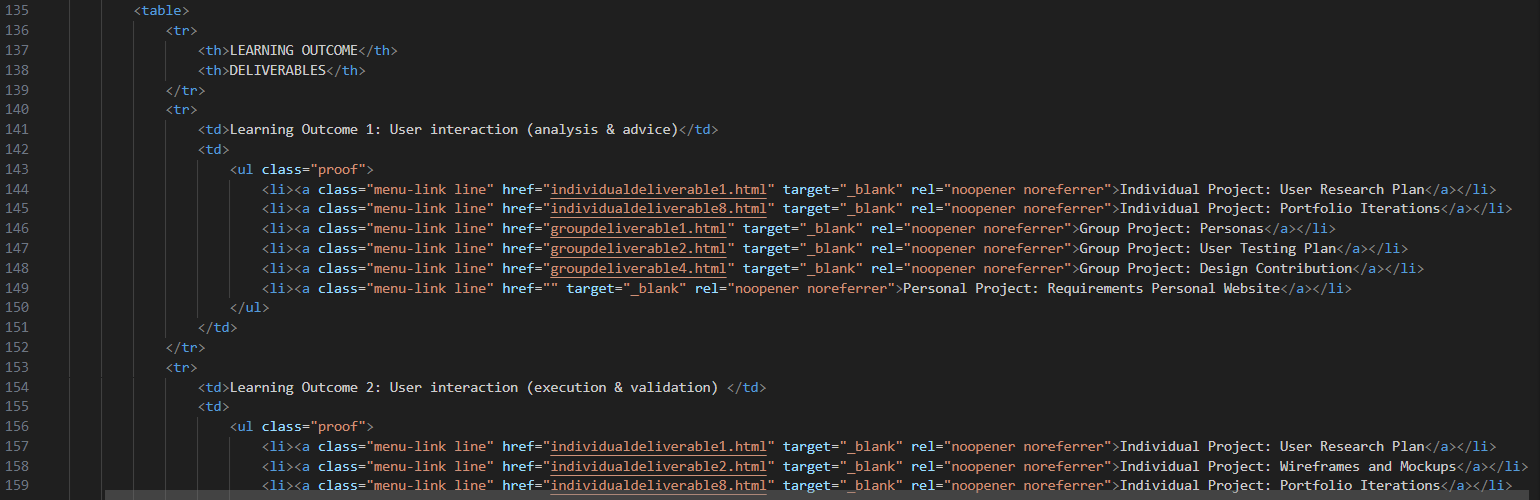 135 <table>
136 <tr>
137 <th>LEARNING OUTCOME</th>
138 <th>DELIVERABLES</th>
139 </tr>
140 <tr>
141 <td>Learning Outcome 1: User interaction (analysis & advice)</td>
142 <td>
143 <ul class="proof">
144 <li><a class="menu-link line" href="individualdeliverable1.html" target="_blank" rel="noopener noreferrer">Individual Project: User Research Plan</a></li>
145 <li><a class="menu-link line" href="individualdeliverable8.html" target="_blank" rel="noopener noreferrer">Individual Project: Portfolio Iterations</a></li>
146 <li><a class="menu-link line" href="groupdeliverable1.html" target="_blank" rel="noopener noreferrer">Group Project: Personas</a></li>
147 <li><a class="menu-link line" href="groupdeliverable2.html" target="_blank" rel="noopener noreferrer">Group Project: User Testing Plan</a></li>
148 <li><a class="menu-link line" href="groupdeliverable4.html" target="_blank" rel="noopener noreferrer">Group Project: Design Contribution</a></li>
149 <li><a class="menu-link line" href="" target="_blank" rel="noopener noreferrer">Personal Project: Requirements Personal Website</a></li>
150 </ul>
151 </td>
152 </tr>
153 <tr>
154 <td>Learning Outcome 2: User interaction (execution & validation) </td>
155 <td>
156 <ul class="proof">
157 <li><a class="menu-link line" href="individualdeliverable1.html" target="_blank" rel="noopener noreferrer">Individual Project: User Research Plan</a></li>
158 <li><a class="menu-link line" href="individualdeliverable2.html" target="_blank" rel="noopener noreferrer">Individual Project: Wireframes and Mockups</a></li>
159 <li><a class="menu-link line" href="individualdeliverable8.html" target="_blank" rel="noopener noreferrer">Individual Project: Portfolio Iterations</a></li>